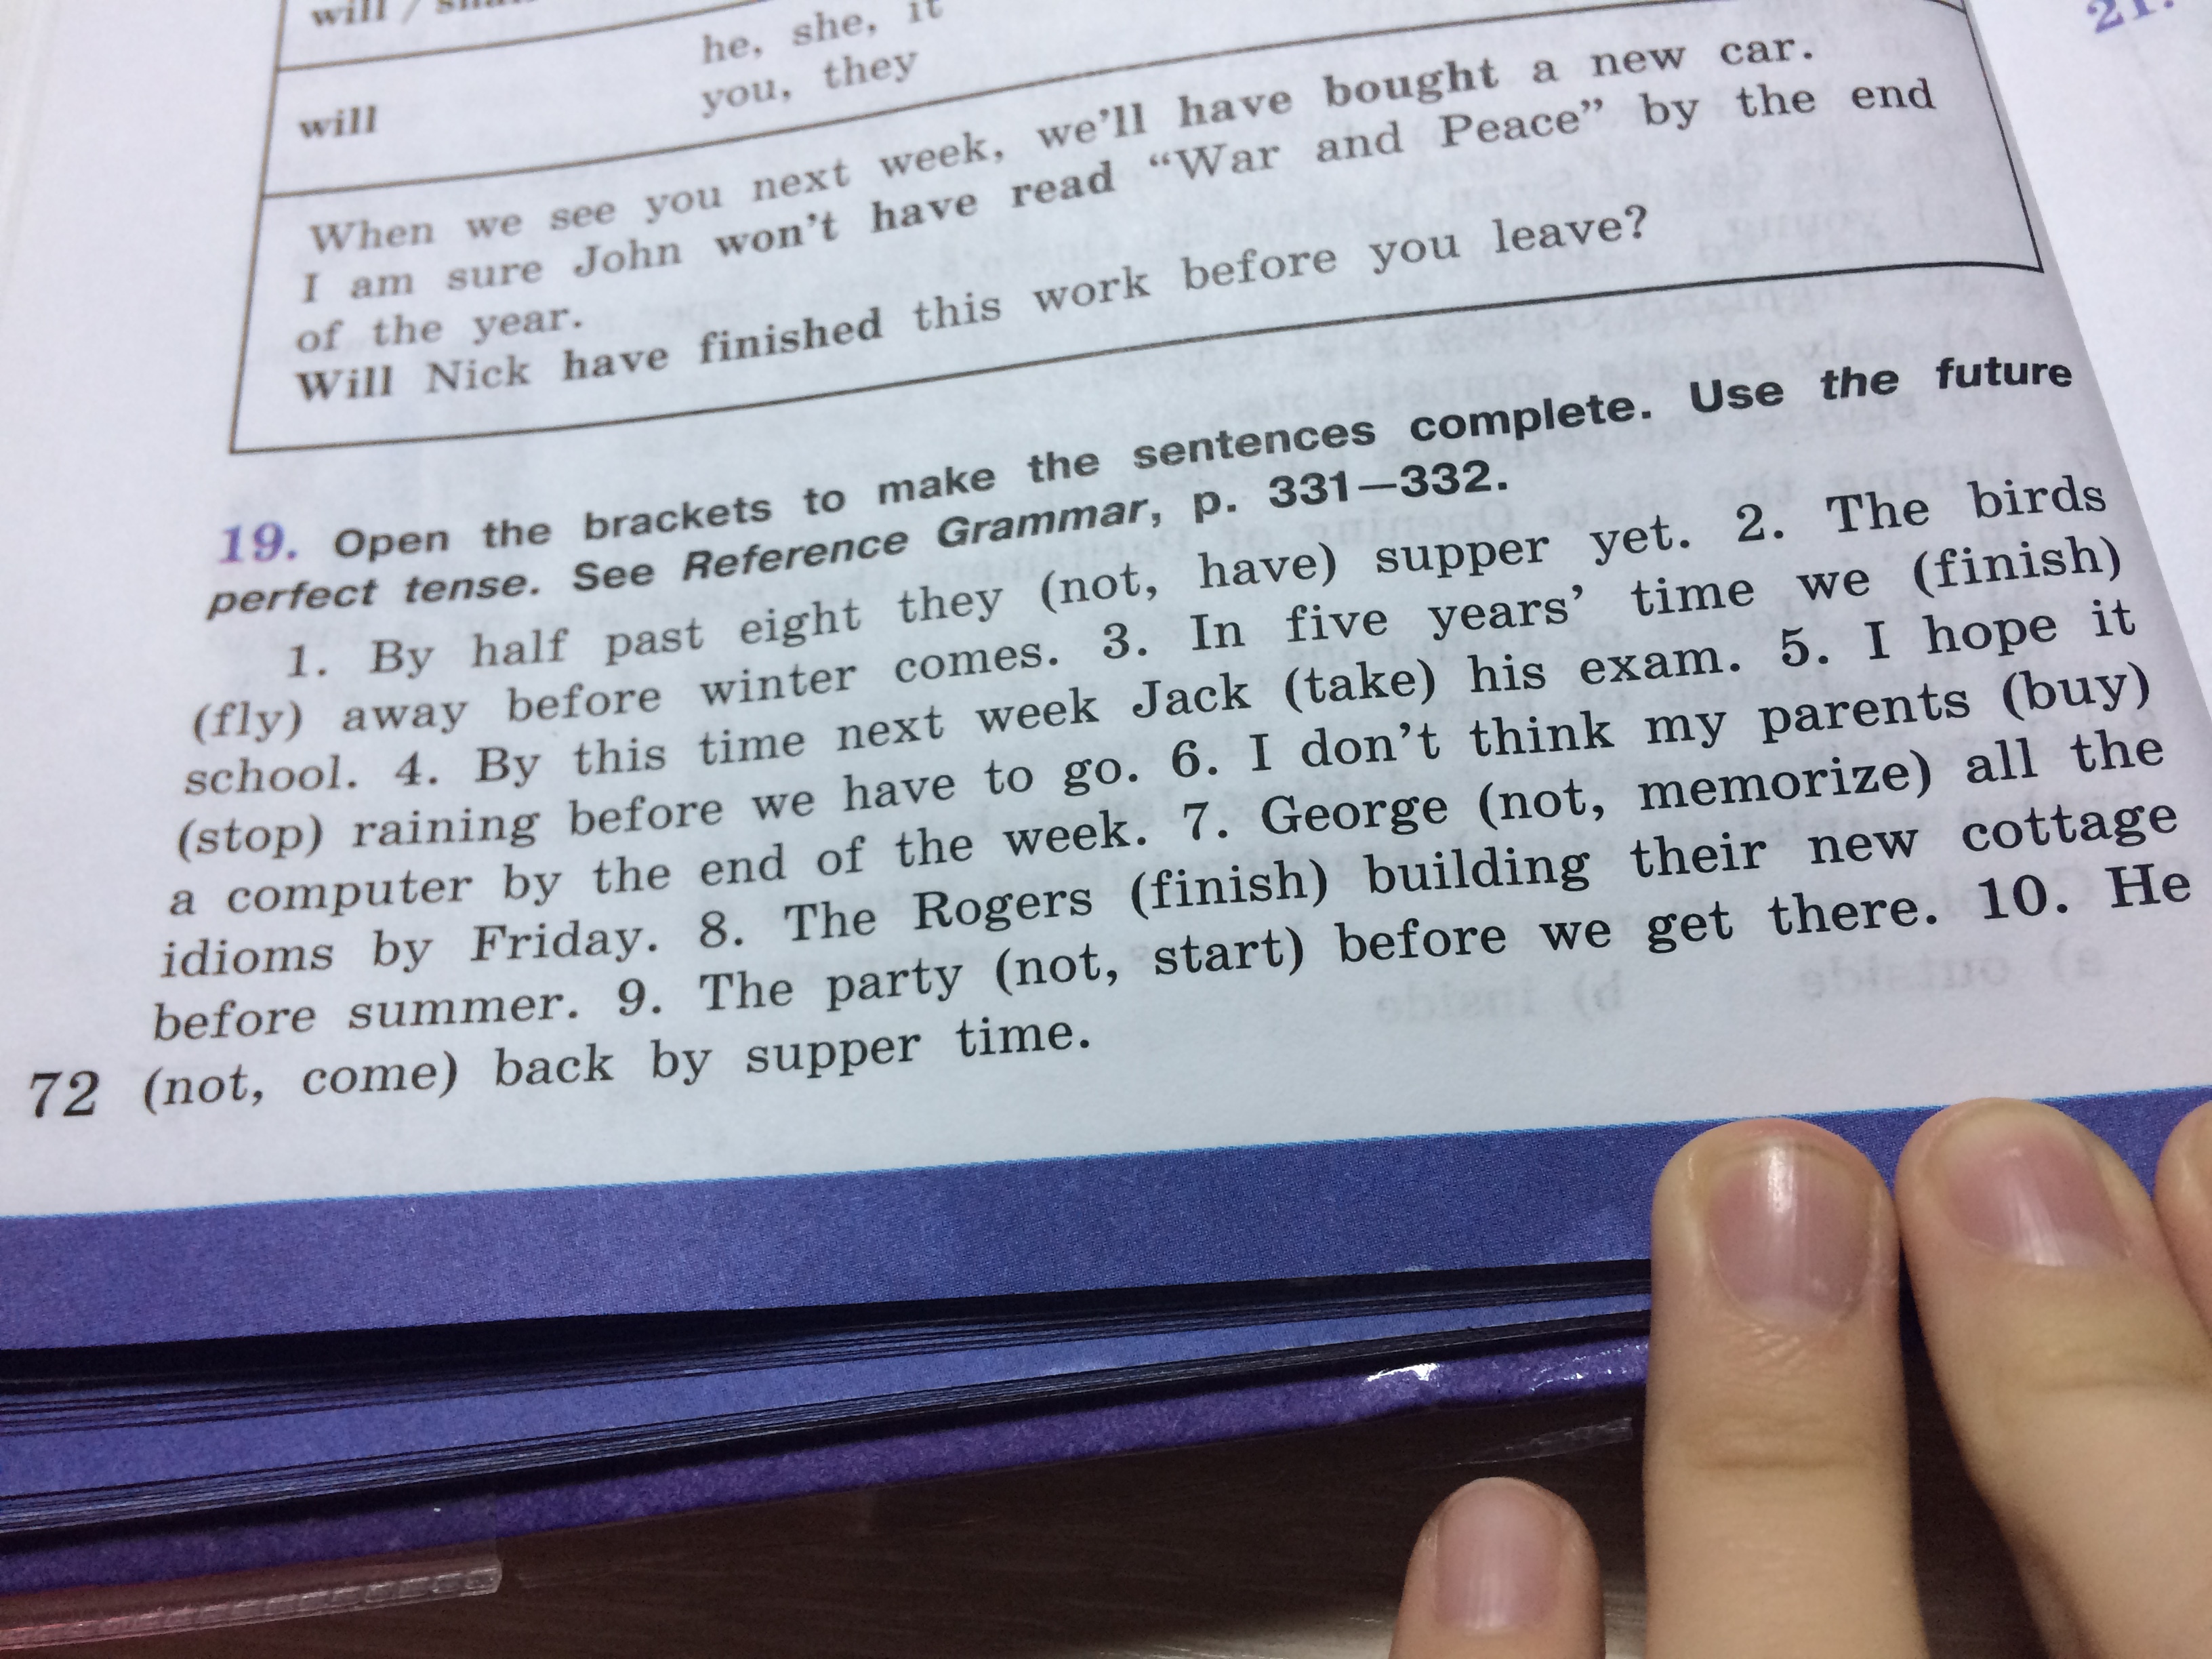 will /
he, she, it
will
you, they
When we see you next week, we'll have bought a new car.
I am sure John won't have read "War and Peace" by the end
of the year.
Will Nick have finished this work before you leave?
19. Open the brackets to make the sentences complete. Use the future
perfect tense. See Reference Grammar, p. 331—332.
1. By half past eight they (not, have) supper yet. 2. The birds
(fly) away before winter comes. 3. In five years' time we (finish)
school. 4. By this time next week Jack (take) his exam. 5. I hope it
(stop) raining before we have to go. 6. I don't think my parents (buy)
a computer by the end of the week. 7. George (not, memorize) all the
idioms by Friday. 8. The Rogers (finish) building their new cottage
before summer. 9. The party (not, start) before we get there. 10. He
72 (not, come) back by supper time.
21.